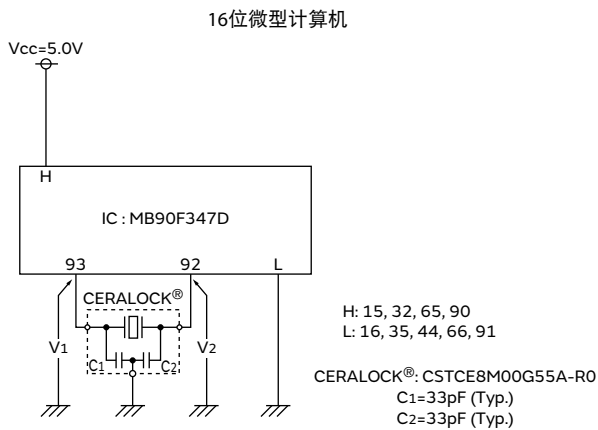 16位微型计算机
Vcc=5.0V
H
IC : MB90F347D
93 92 L
CERALOCK®
V1 C1 C2 V2
H: 15, 32, 65, 90
L: 16, 35, 44, 66, 91
CERALOCK®: CSTCE8M00G55A-R0
C1=33pF (Typ.)
C2=33pF (Typ.)